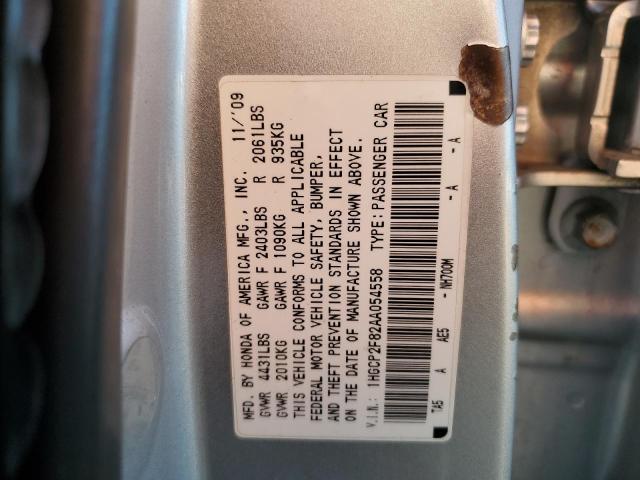 MFD. BY HONDA OF AMERICA MFG., INC. 11/'09
GVWR 4431LBS GAWR F 2403LBS R 2061LBS
GVWR 2010KG GAWR F 1090KG R 935KG
THIS VEHICLE CONFORMS TO ALL APPLICABLE
FEDERAL MOTOR VEHICLE SAFETY, BUMPER,
AND THEFT PREVENTION STANDARDS IN EFFECT
ON THE DATE OF MANUFACTURE SHOWN ABOVE.
V.I.N.: 1HGCP2F82AA054558 TYPE: PASSENGER CAR
TA5 A AE5 - NH700M - A - A